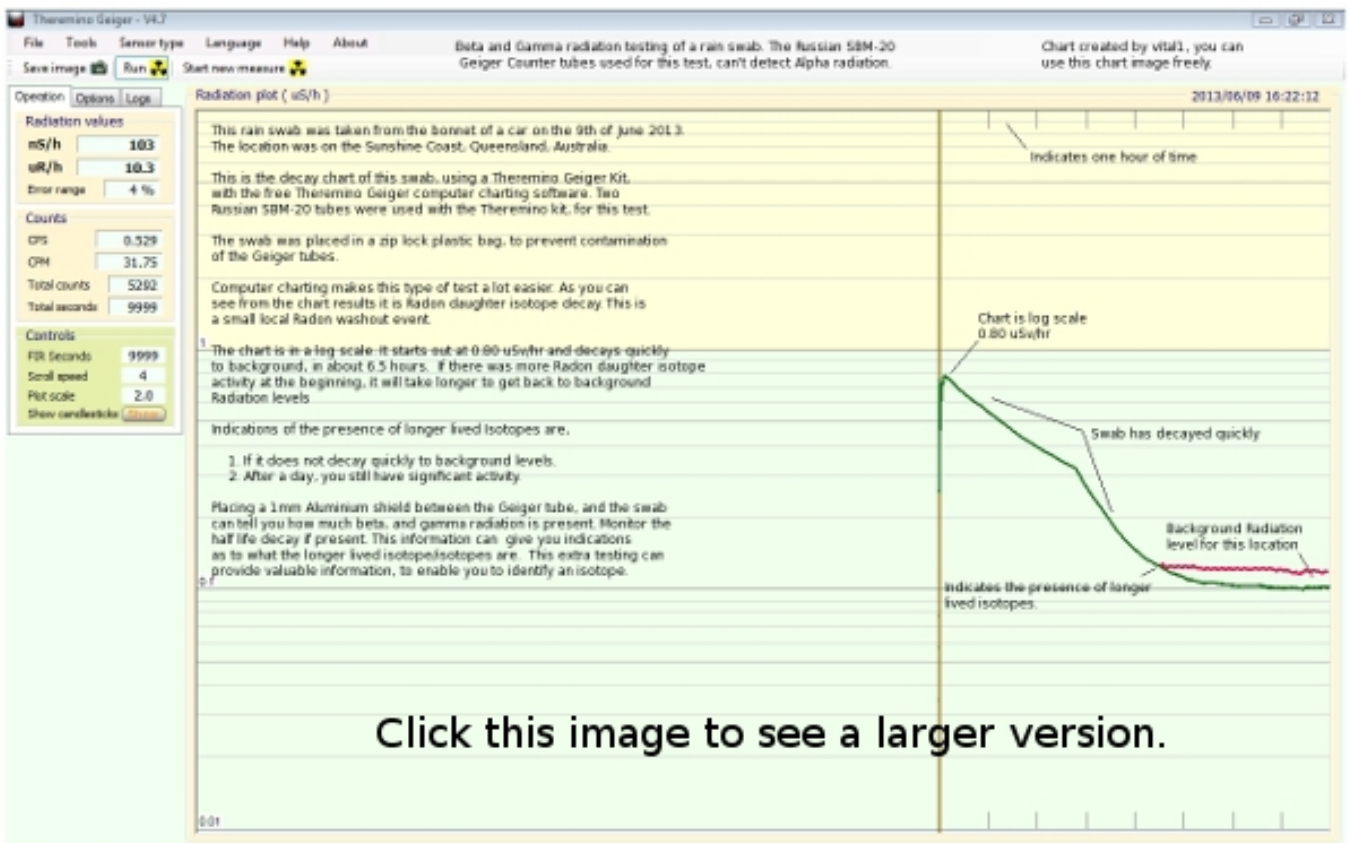 Theremino Geiger - V4.7
File Tools Sensor type Language Help About
Save image Run Start new measure
Beta and Gamma radiation testing of a rain swab. The Russian SBM-20
Geiger Counter tubes used for this test, can't detect Alpha radiation.
Chart created by vital1, you can
use this chart image freely.
Operation Options Logs
Radiation values
nS/h 103
uR/h 10.3
Error range 4 %
Counts
CPS 0.529
CPM 31.75
Total counts 5292
Total seconds 9999
Controls
FIR Seconds 9999
Scroll speed 4
Plot scale 2.0
Show candlesticks Show
Radiation plot ( uS/h )
2013/06/09 16:22:12
This rain swab was taken from the bonnet of a car on the 9th of June 2013.
The location was on the Sunshine Coast, Queensland, Australia.
This is the decay chart of this swab, using a Theremino Geiger Kit,
with the free Theremino Geiger computer charting software. Two
Russian SBM-20 tubes were used with the Theremino kit, for this test.
The swab was placed in a zip lock plastic bag, to prevent contamination
of the Geiger tubes.
Computer charting makes this type of test a lot easier. As you can
see from the chart results it is Radon daughter isotope decay. This is
a small local Radon washout event.
1
The chart is in a log scale: it starts out at 0.80 uSv/hr and decays quickly
to background, in about 6.5 hours. If there was more Radon daughter isotope
activity at the beginning, it will take longer to get back to background
Radiation levels
Indications of the presence of longer lived Isotopes are,
1. If it does not decay quickly to background levels.
2. After a day, you still have significant activity.
Placing a 1mm Aluminium shield between the Geiger tube, and the swab
can tell you how much beta, and gamma radiation is present. Monitor the
half life decay if present. This information can give you indications
as to what the longer lived isotope/isotopes are. This extra testing can
provide valuable information, to enable you to identify an isotope.
0.1
Indicates one hour of time
Chart is log scale
0.80 uSv/hr
Swab has decayed quickly
Background Radiation
level for this location
Indicates the presence of longer
lived isotopes.
Click this image to see a larger version.
0.01